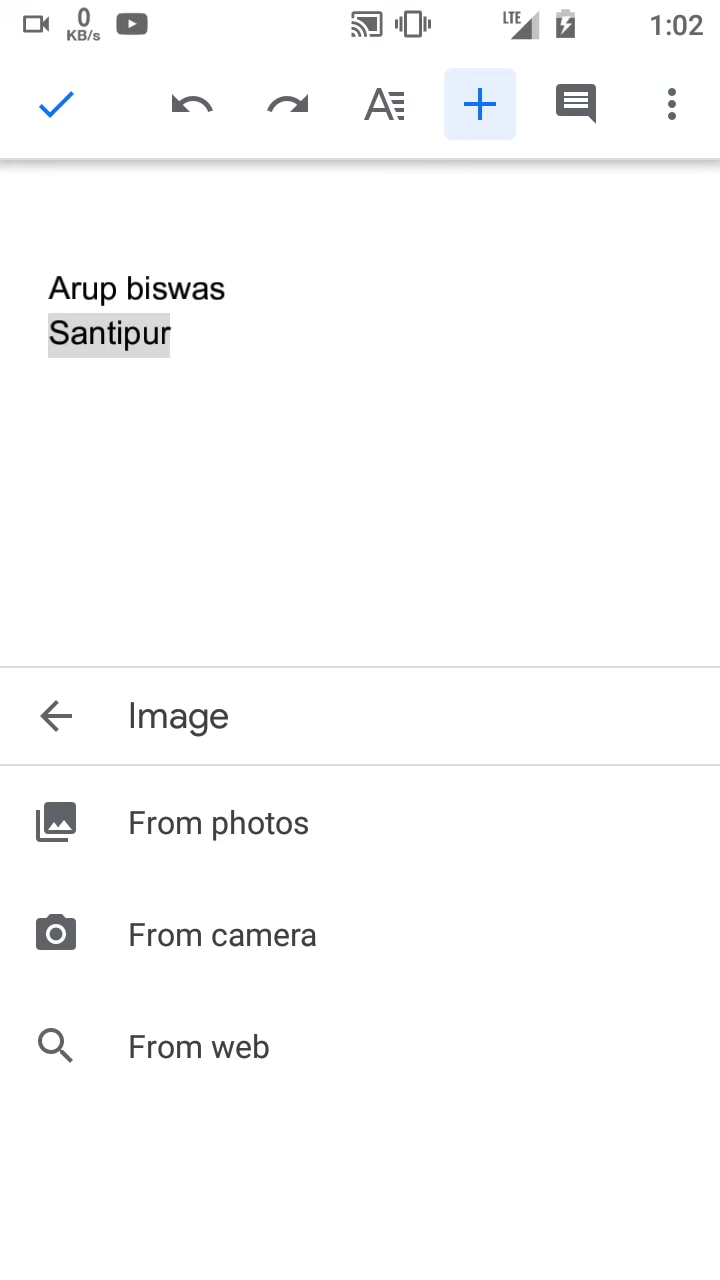 0
KB/s
LTE
1:02
Arup biswas
Santipur
Image
From photos
From camera
From web